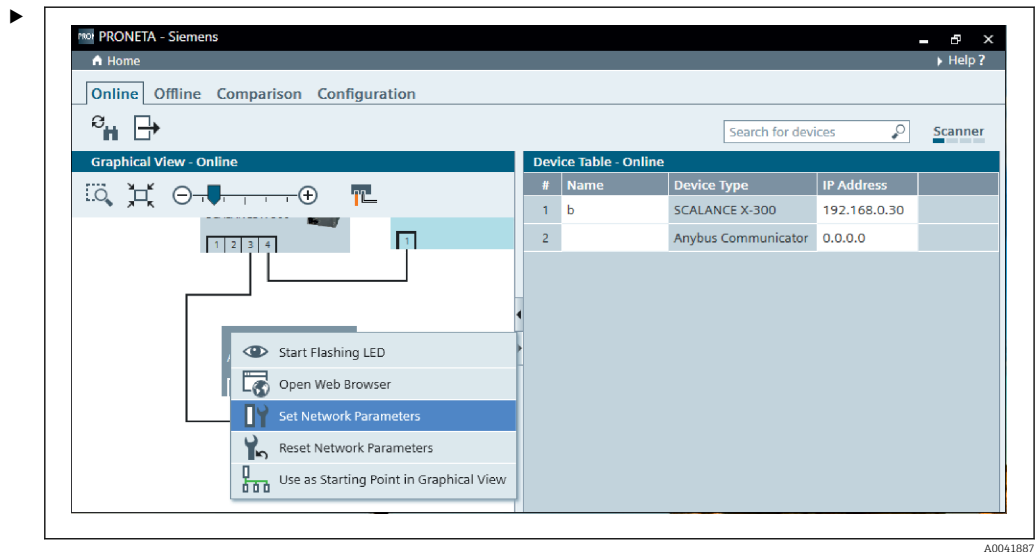 PRONETA - Siemens
Home
Help ?
Online Offline Comparison Configuration
Search for devices
Scanner
Graphical View - Online
Device Table - Online
# Name Device Type IP Address
1 b SCALANCE X-300 192.168.0.30
2 Anybus Communicator 0.0.0.0
1 2 3 4
1
Start Flashing LED
Open Web Browser
Set Network Parameters
Reset Network Parameters
Use as Starting Point in Graphical View
A0041887